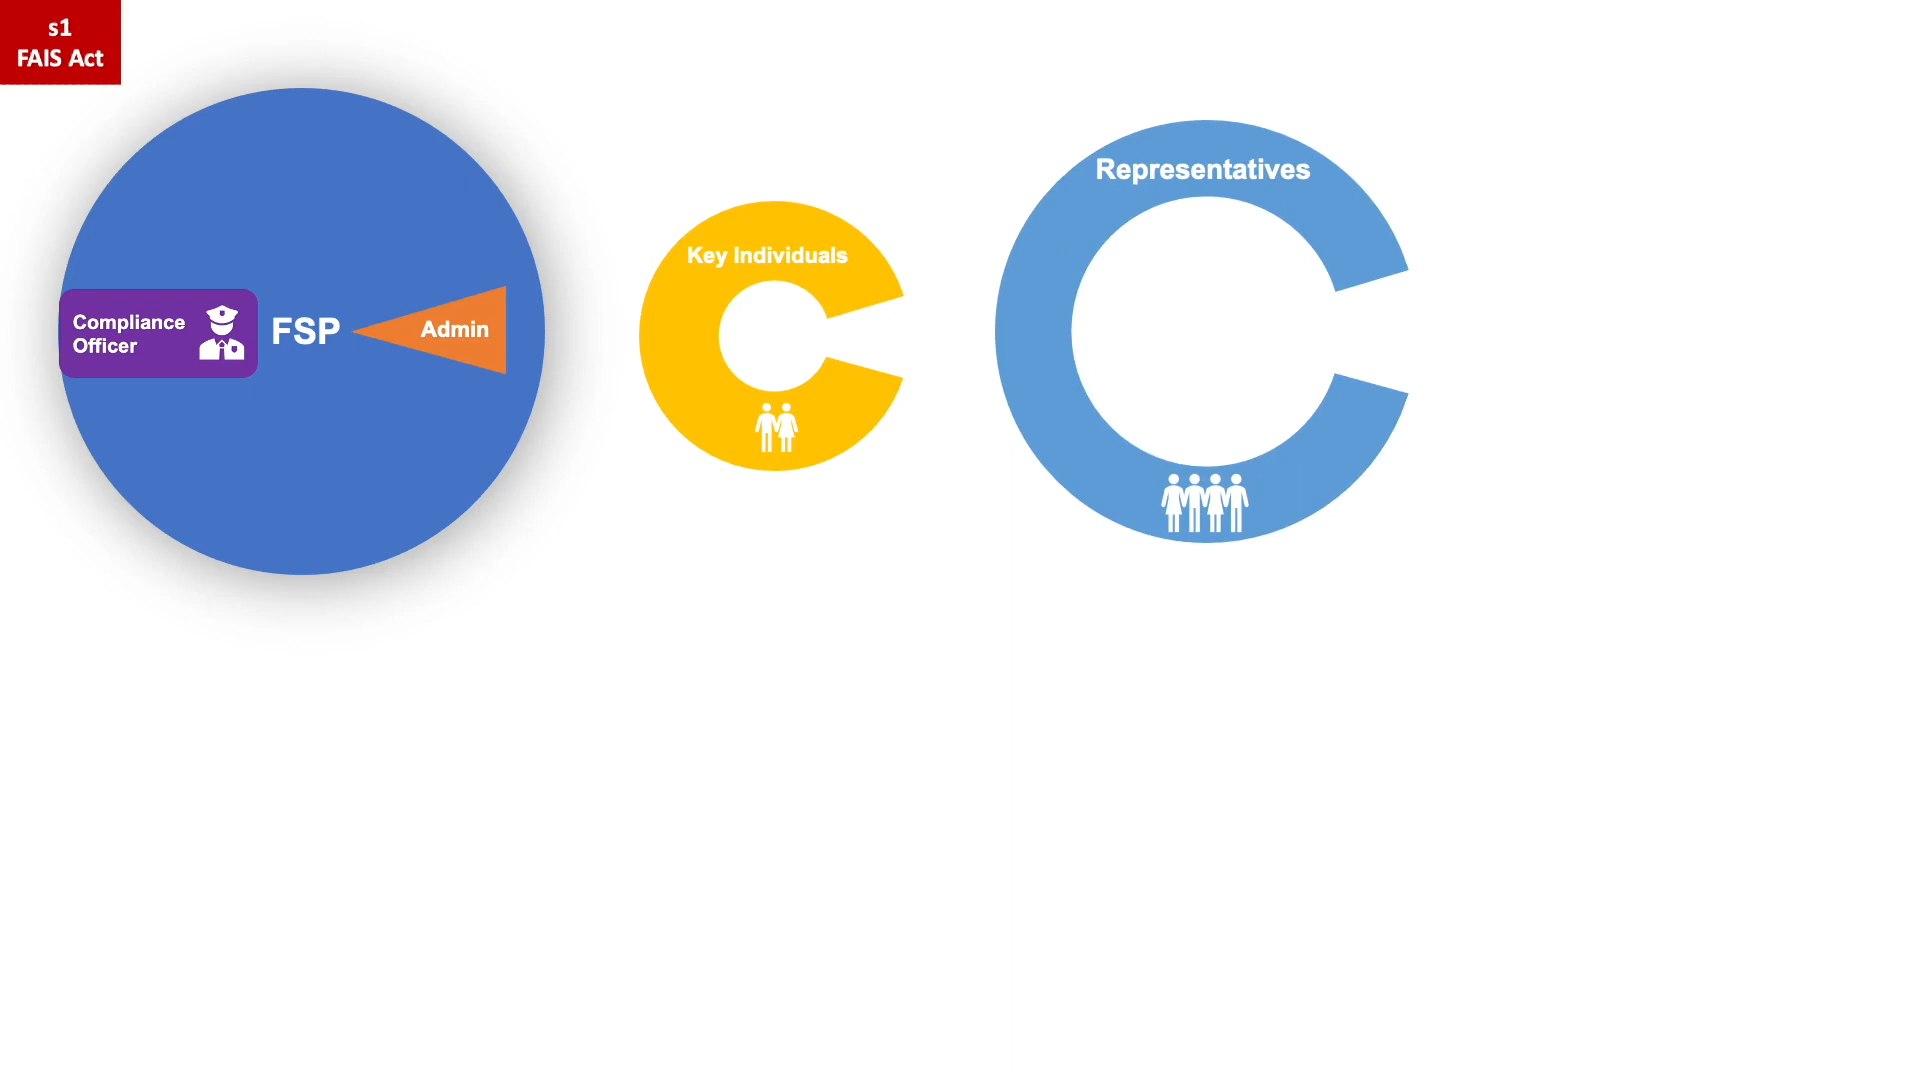 s1
FAIS Act
Compliance
Officer
FSP
Admin
Key Individuals
Representatives